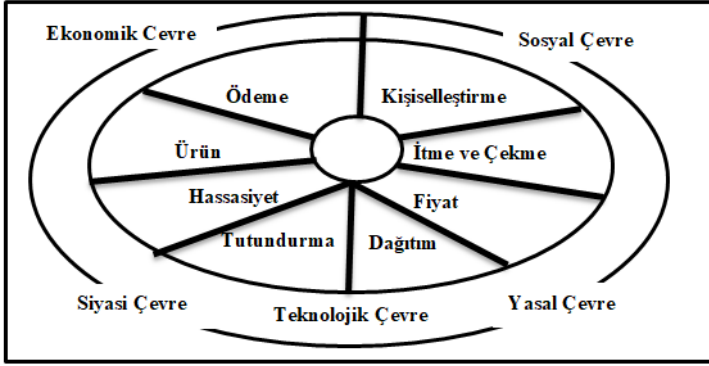 Ekonomik Cevre
Sosyal Çevre
Ödeme
Kişiselleştirme
Ürün
İtme ve Çekme
Hassasiyet
Fiyat
Tutundurma
Dağıtım
Siyasi Çevre
Teknolojik Çevre
Yasal Çevre